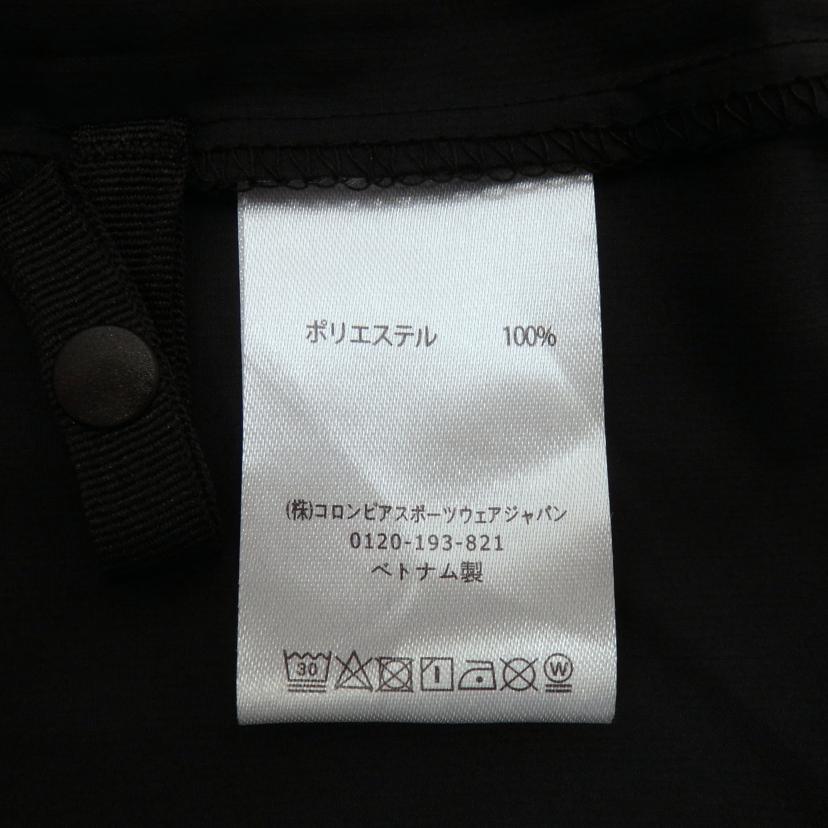 ポリエステル 100%
(株)コロンビアスポーツウェアジャパン
0120-193-821
ベトナム製
30 W